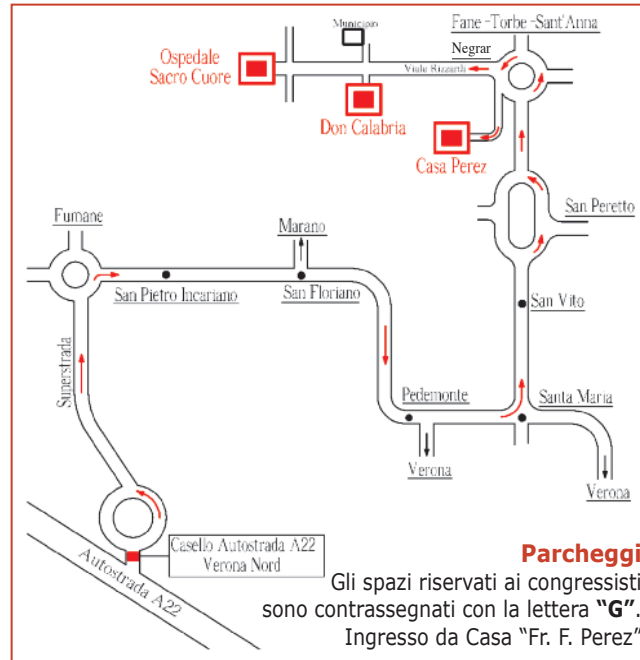 Fane -Torbe -Sant'Anna
Municipio
Negrar
Ospedale
Sacro Cuore
Viale Rizzardi
Don Calabria
Casa Perez
San Peretto
Fumane
Marano
San Pietro Incariano
San Floriano
San Vito
Superstrada
Pedemonte
Santa Maria
Verona
Verona
Casello Autostrada A22
Verona Nord
Autostrada A22
Parcheggi
Gli spazi riservati ai congressisti
sono contrassegnati con la lettera “G”.
Ingresso da Casa “Fr. F. Perez”